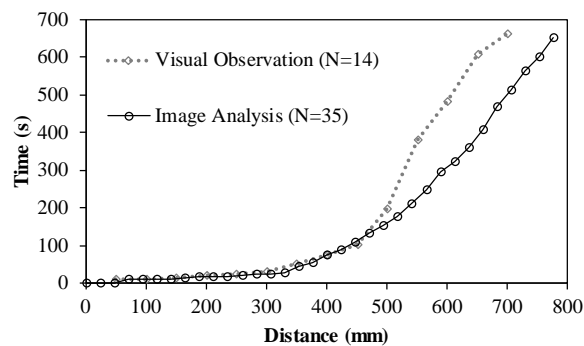 700
600
500
400
300
200
100
0
Time (s)
Visual Observation (N=14)
Image Analysis (N=35)
0 100 200 300 400 500 600 700 800
Distance (mm)